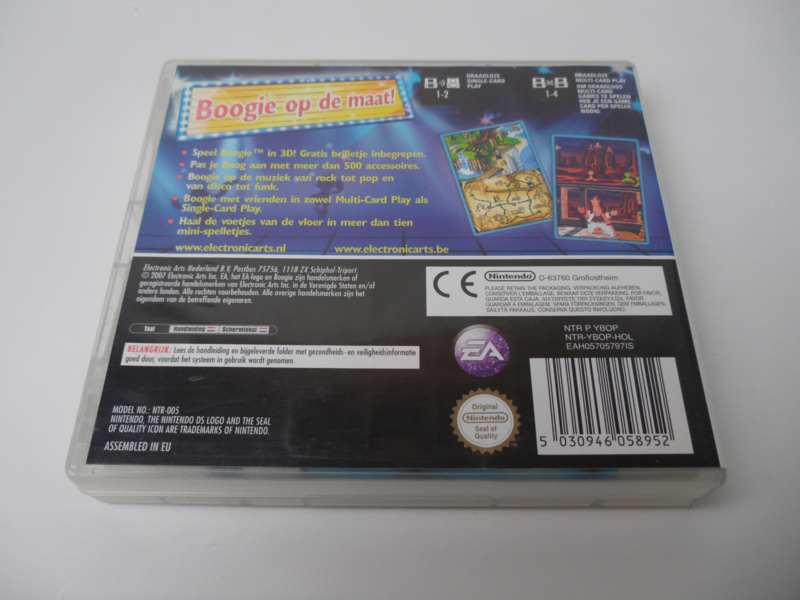 Boogie op de maat!
1-2
DRAADLOZE
SINGLE-CARD
PLAY
1-4
DRAADLOZE
MULTI-CARD PLAY
OM DRAADLOOS
MULTI-CARD
GAMES TE SPELEN
HEB JE EEN GAME
CARD PER SPELER
NODIG.
• Speel Boogie™ in 3D! Gratis brilletje inbegrepen.
• Pas je Boog aan met meer dan 500 accessoires.
• Boogie op de muziek van rock tot pop en
van disco tot funk.
• Boogie met vrienden in zowel Multi-Card Play als
Single-Card Play.
• Haal de voetjes van de vloer in meer dan tien
mini-spelletjes.
www.electronicarts.nl www.electronicarts.be
Electronic Arts Nederland B.V, Postbus 75756, 1118 ZX Schiphol-Triport.
© 2007 Electronic Arts Inc. EA, het EA logo en Boogie zijn handelsmerken of
geregistreerde handelsmerken van Electronic Arts Inc. in de Verenigde Staten en/of
andere landen. Alle rechten voorbehouden. Alle overige handelsmerken zijn het
eigendom van de betreffende eigenaren.
CE
Nintendo D-63760 Großostheim
PLEASE RETAIN THE PACKAGING. VERPACKUNG AUFHEBEN.
CONSERVER L'EMBALLAGE. BEWAAR DEZE VERPAKKING. POR FAVOR,
GUARDA ESTA CAJA. ΔΙΑΤΗΡΗΣΤΕ ΤΗ ΣΥΣΚΕΥΑΣΙΑ. FAVOR
GUARDAR A EMBALAGEM. SPARA FÖRPACKNINGEN. GEM EMBALLAGEN
SÄILYTÄ PAKKAUS. CONSERVA QUESTO INVOLUCRO.
Taal Handleiding Schermtekst
BELANGRIJK: Lees de handleiding en bijgeleverde folder met gezondheids- en veiligheidsinformatie
goed door, voordat het systeem in gebruik wordt genomen.
EA
NTR P YBOP
NTR-YBOP-HOL
EAH05705797IS
MODEL NO.: NTR-005
NINTENDO, THE NINTENDO DS LOGO AND THE SEAL
OF QUALITY ICON ARE TRADEMARKS OF NINTENDO.
ASSEMBLED IN EU
Original
Nintendo
Seal of
Quality
5 030946 058952